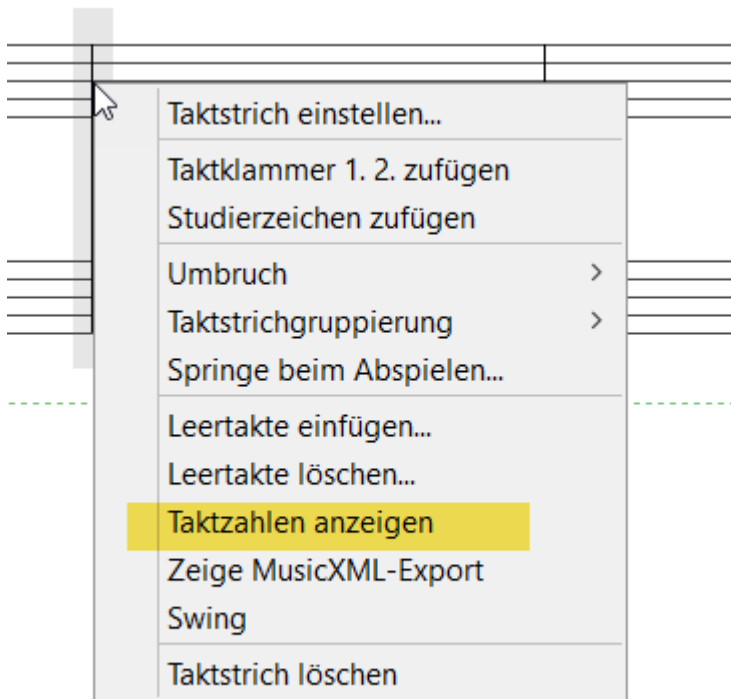 Taktstrich einstellen...
Taktklammer 1. 2. zufügen
Studierzeichen zufügen
Umbruch
Taktstrichgruppierung
Springe beim Abspielen...
Leertakte einfügen...
Leertakte löschen...
Taktzahlen anzeigen
Zeige MusicXML-Export
Swing
Taktstrich löschen